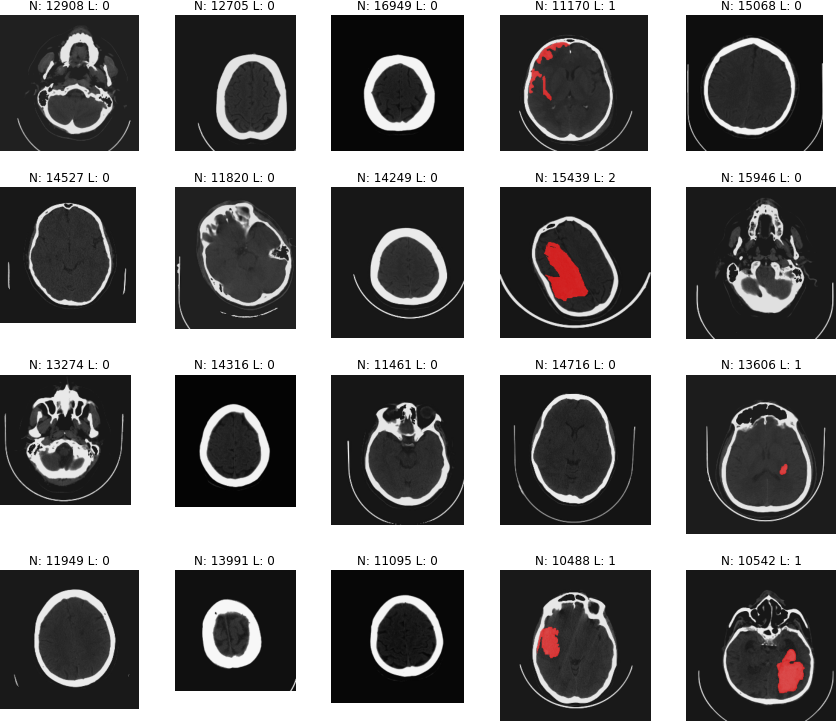 N: 12908 L: 0
N: 12705 L: 0
N: 16949 L: 0
N: 11170 L: 1
N: 15068 L: 0
N: 14527 L: 0
N: 11820 L: 0
N: 14249 L: 0
N: 15439 L: 2
N: 15946 L: 0
N: 13274 L: 0
N: 14316 L: 0
N: 11461 L: 0
N: 14716 L: 0
N: 13606 L: 1
N: 11949 L: 0
N: 13991 L: 0
N: 11095 L: 0
N: 10488 L: 1
N: 10542 L: 1